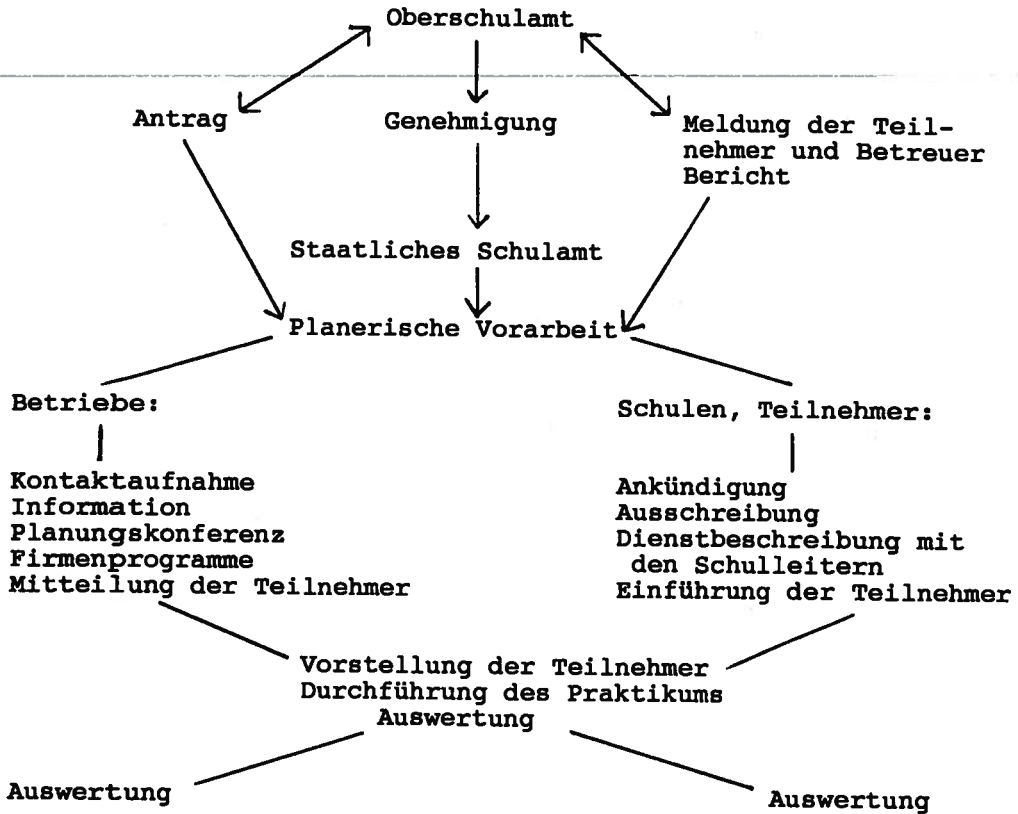 Oberschulamt
Antrag
Genehmigung
Meldung der Teil-
nehmer und Betreuer
Bericht
Staatliches Schulamt
Planerische Vorarbeit
Betriebe:
Kontaktaufnahme
Information
Planungskonferenz
Firmenprogramme
Mitteilung der Teilnehmer
Schulen, Teilnehmer:
Ankündigung
Ausschreibung
Dienstbeschreibung mit
den Schulleitern
Einführung der Teilnehmer
Vorstellung der Teilnehmer
Durchführung des Praktikums
Auswertung
Auswertung
Auswertung